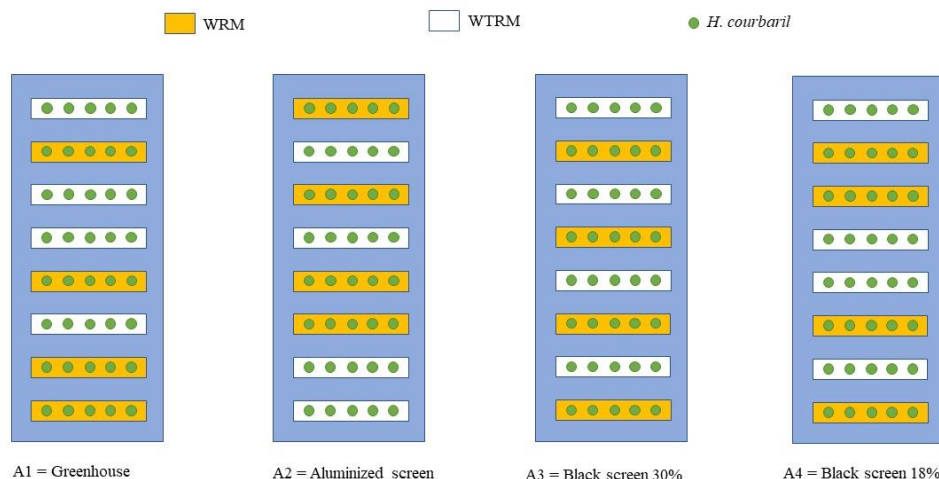 WRM
WTRM
H. courbaril
A1 = Greenhouse
A2 = Aluminized screen
A3 = Black screen 30%
A4 = Black screen 18%